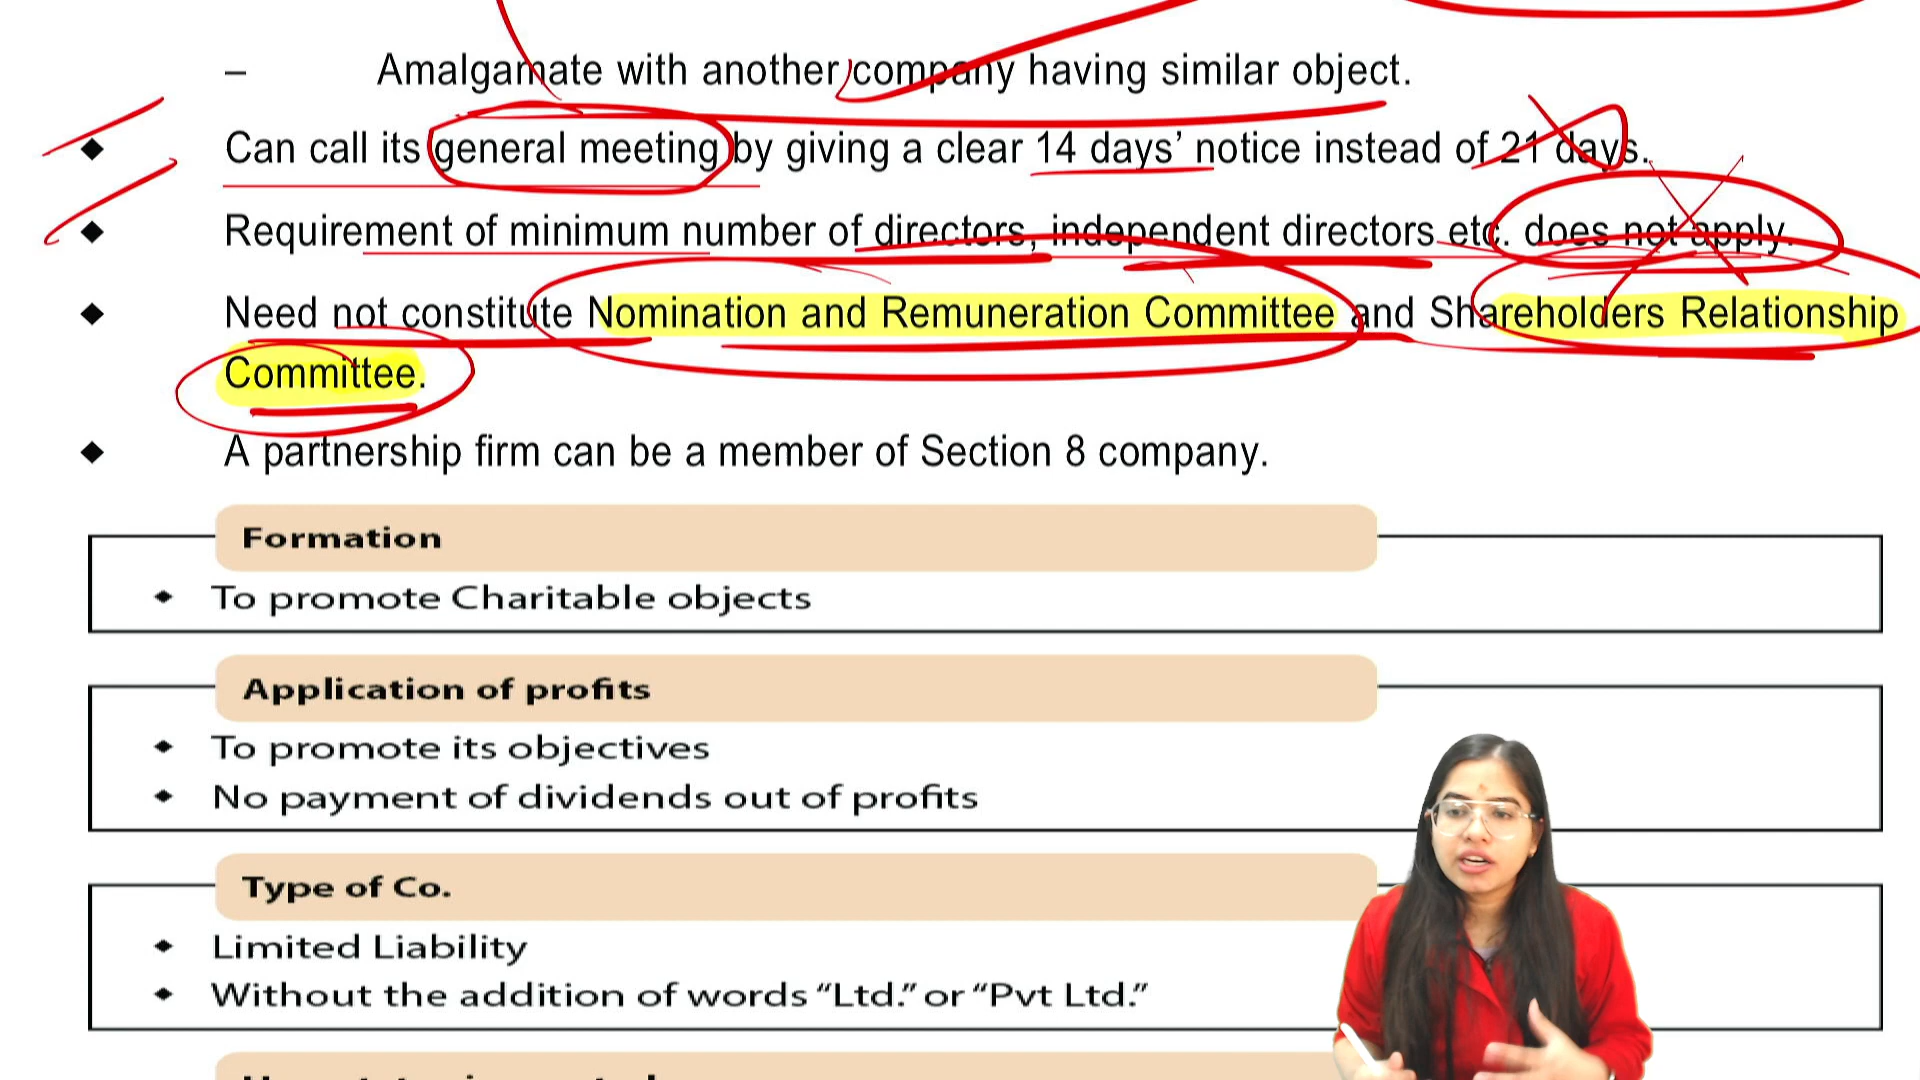 – Amalgamate with another company having similar object.
◆ Can call its general meeting by giving a clear 14 days’ notice instead of 21 days.
◆ Requirement of minimum number of directors, independent directors etc. does not apply.
◆ Need not constitute Nomination and Remuneration Committee and Shareholders Relationship
Committee.
◆ A partnership firm can be a member of Section 8 company.
Formation
◆ To promote Charitable objects
Application of profits
◆ To promote its objectives
◆ No payment of dividends out of profits
Type of Co.
◆ Limited Liability
◆ Without the addition of words “Ltd.” or “Pvt Ltd.”